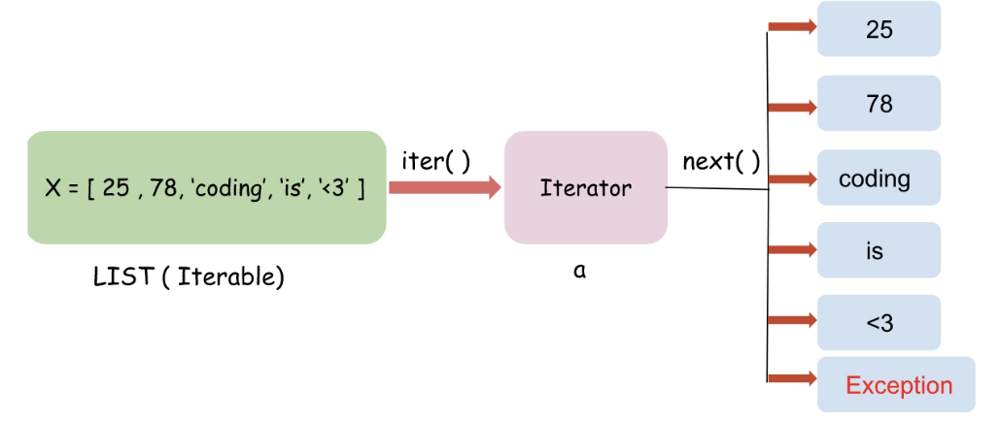 X = [ 25 , 78, 'coding', 'is', '<3' ]
LIST ( Iterable)
iter( )
Iterator
a
next( )
25
78
coding
is
<3
Exception